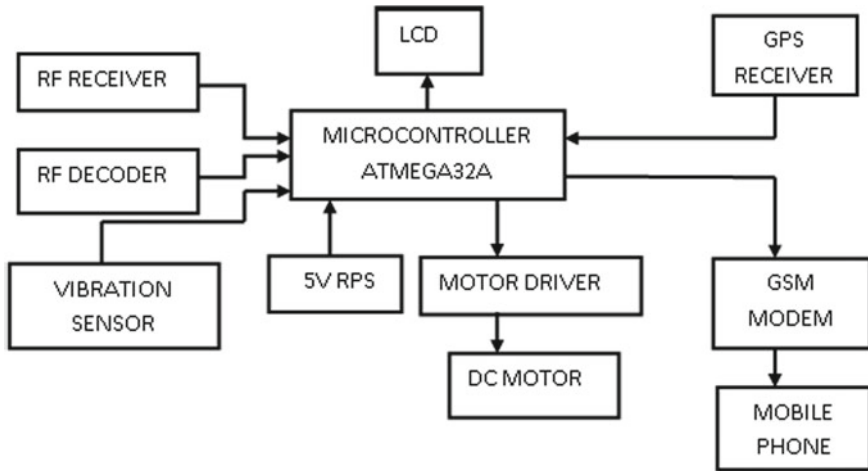 LCD
GPS
RECEIVER
RF RECEIVER
MICROCONTROLLER
ATMEGA32A
RF DECODER
VIBRATION
SENSOR
5V RPS
MOTOR DRIVER
GSM
MODEM
DC MOTOR
MOBILE
PHONE